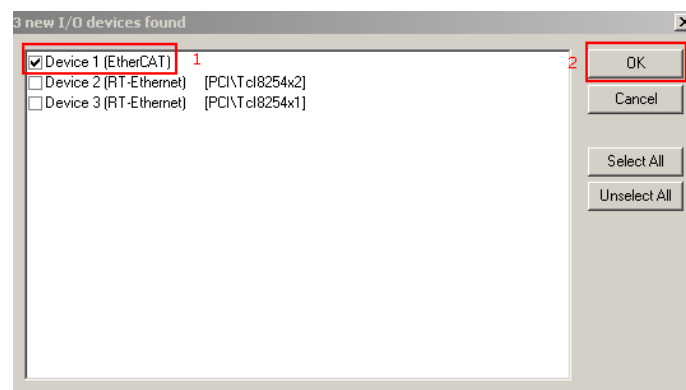 3 new I/O devices found
Device 1 (EtherCAT) 1
Device 2 (RT-Ethernet) [PCI\TcI8254x2]
Device 3 (RT-Ethernet) [PCI\TcI8254x1]
2 OK
Cancel
Select All
Unselect All